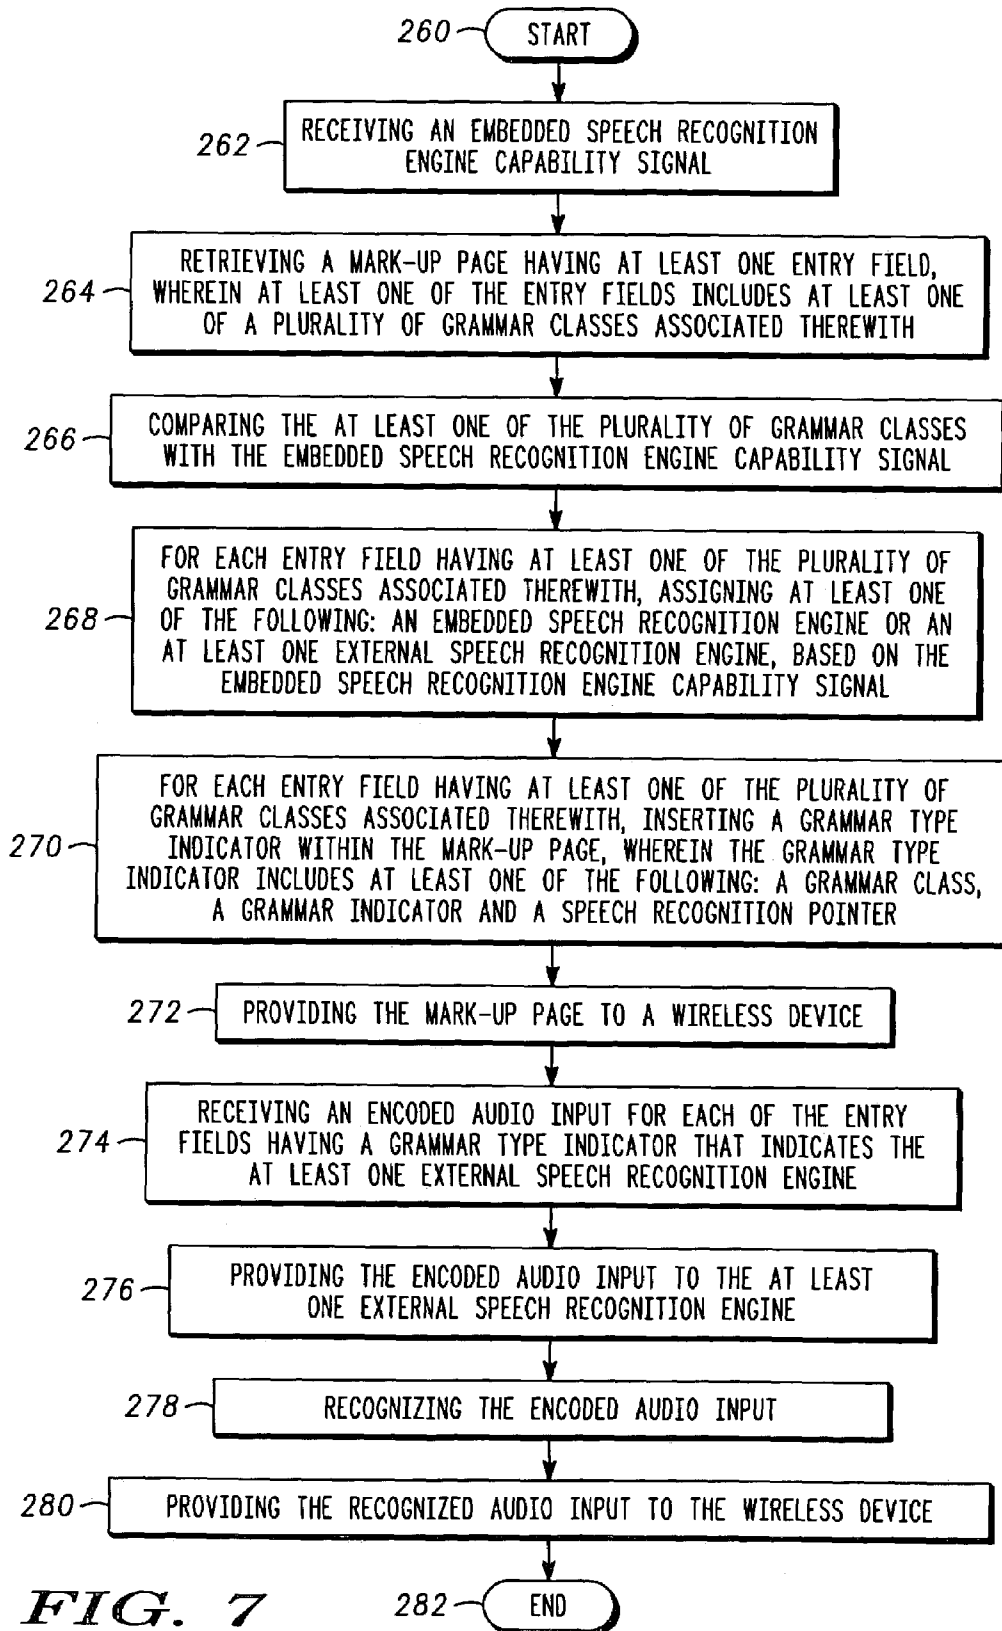 260
START
262
RECEIVING AN EMBEDDED SPEECH RECOGNITION
ENGINE CAPABILITY SIGNAL
264
RETRIEVING A MARK-UP PAGE HAVING AT LEAST ONE ENTRY FIELD,
WHEREIN AT LEAST ONE OF THE ENTRY FIELDS INCLUDES AT LEAST ONE
OF A PLURALITY OF GRAMMAR CLASSES ASSOCIATED THEREWITH
266
COMPARING THE AT LEAST ONE OF THE PLURALITY OF GRAMMAR CLASSES
WITH THE EMBEDDED SPEECH RECOGNITION ENGINE CAPABILITY SIGNAL
268
FOR EACH ENTRY FIELD HAVING AT LEAST ONE OF THE PLURALITY OF
GRAMMAR CLASSES ASSOCIATED THEREWITH, ASSIGNING AT LEAST ONE
OF THE FOLLOWING: AN EMBEDDED SPEECH RECOGNITION ENGINE OR AN
AT LEAST ONE EXTERNAL SPEECH RECOGNITION ENGINE, BASED ON THE
EMBEDDED SPEECH RECOGNITION ENGINE CAPABILITY SIGNAL
270
FOR EACH ENTRY FIELD HAVING AT LEAST ONE OF THE PLURALITY OF
GRAMMAR CLASSES ASSOCIATED THEREWITH, INSERTING A GRAMMAR TYPE
INDICATOR WITHIN THE MARK-UP PAGE, WHEREIN THE GRAMMAR TYPE
INDICATOR INCLUDES AT LEAST ONE OF THE FOLLOWING: A GRAMMAR CLASS,
A GRAMMAR INDICATOR AND A SPEECH RECOGNITION POINTER
272
PROVIDING THE MARK-UP PAGE TO A WIRELESS DEVICE
274
RECEIVING AN ENCODED AUDIO INPUT FOR EACH OF THE ENTRY
FIELDS HAVING A GRAMMAR TYPE INDICATOR THAT INDICATES THE
AT LEAST ONE EXTERNAL SPEECH RECOGNITION ENGINE
276
PROVIDING THE ENCODED AUDIO INPUT TO THE AT LEAST
ONE EXTERNAL SPEECH RECOGNITION ENGINE
278
RECOGNIZING THE ENCODED AUDIO INPUT
280
PROVIDING THE RECOGNIZED AUDIO INPUT TO THE WIRELESS DEVICE
282
END
FIG. 7